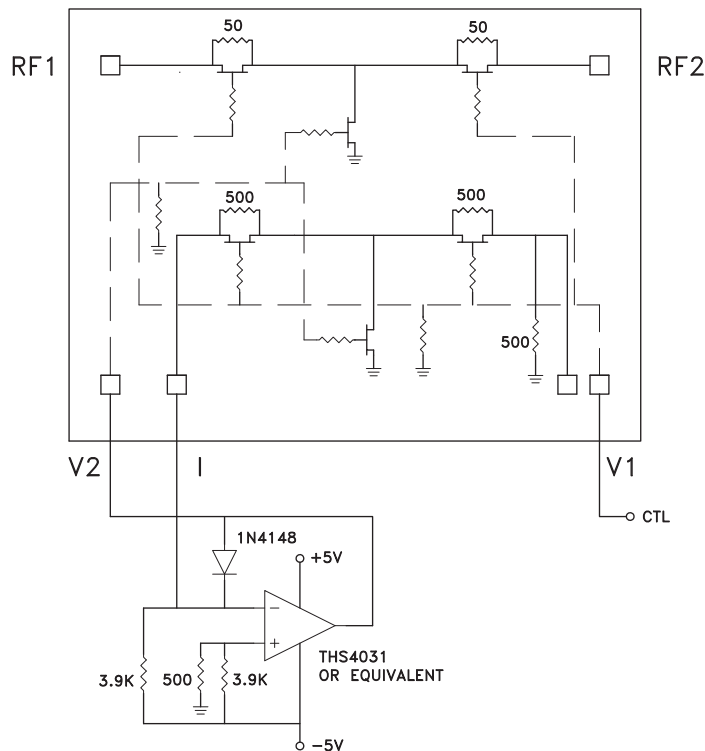 50
50
RF1
RF2
500
500
500
V2
I
V1
CTL
1N4148
+5V
−
+
THS4031
OR EQUIVALENT
3.9K
500
3.9K
−5V